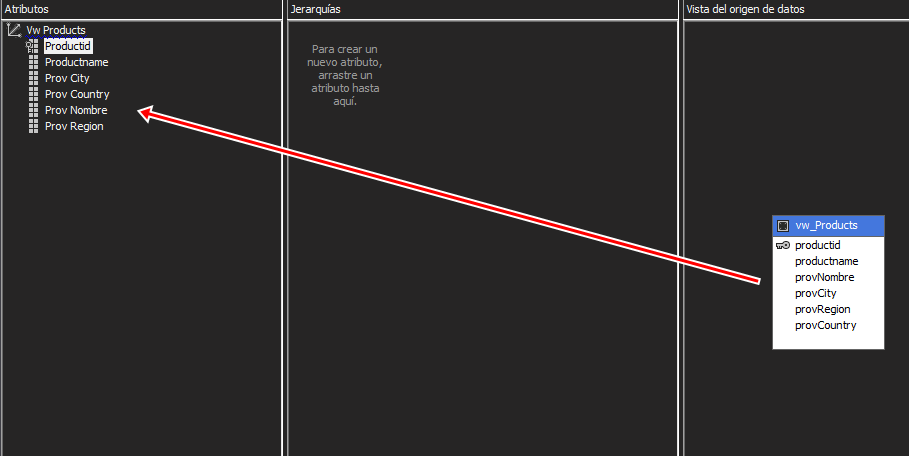 Atributos
Vw Products
Productid
Productname
Prov City
Prov Country
Prov Nombre
Prov Region
Jerarquías
Para crear un
nuevo atributo,
arrastre un
atributo hasta
aquí.
Vista del origen de datos
vw_Products
productid
productname
provNombre
provCity
provRegion
provCountry